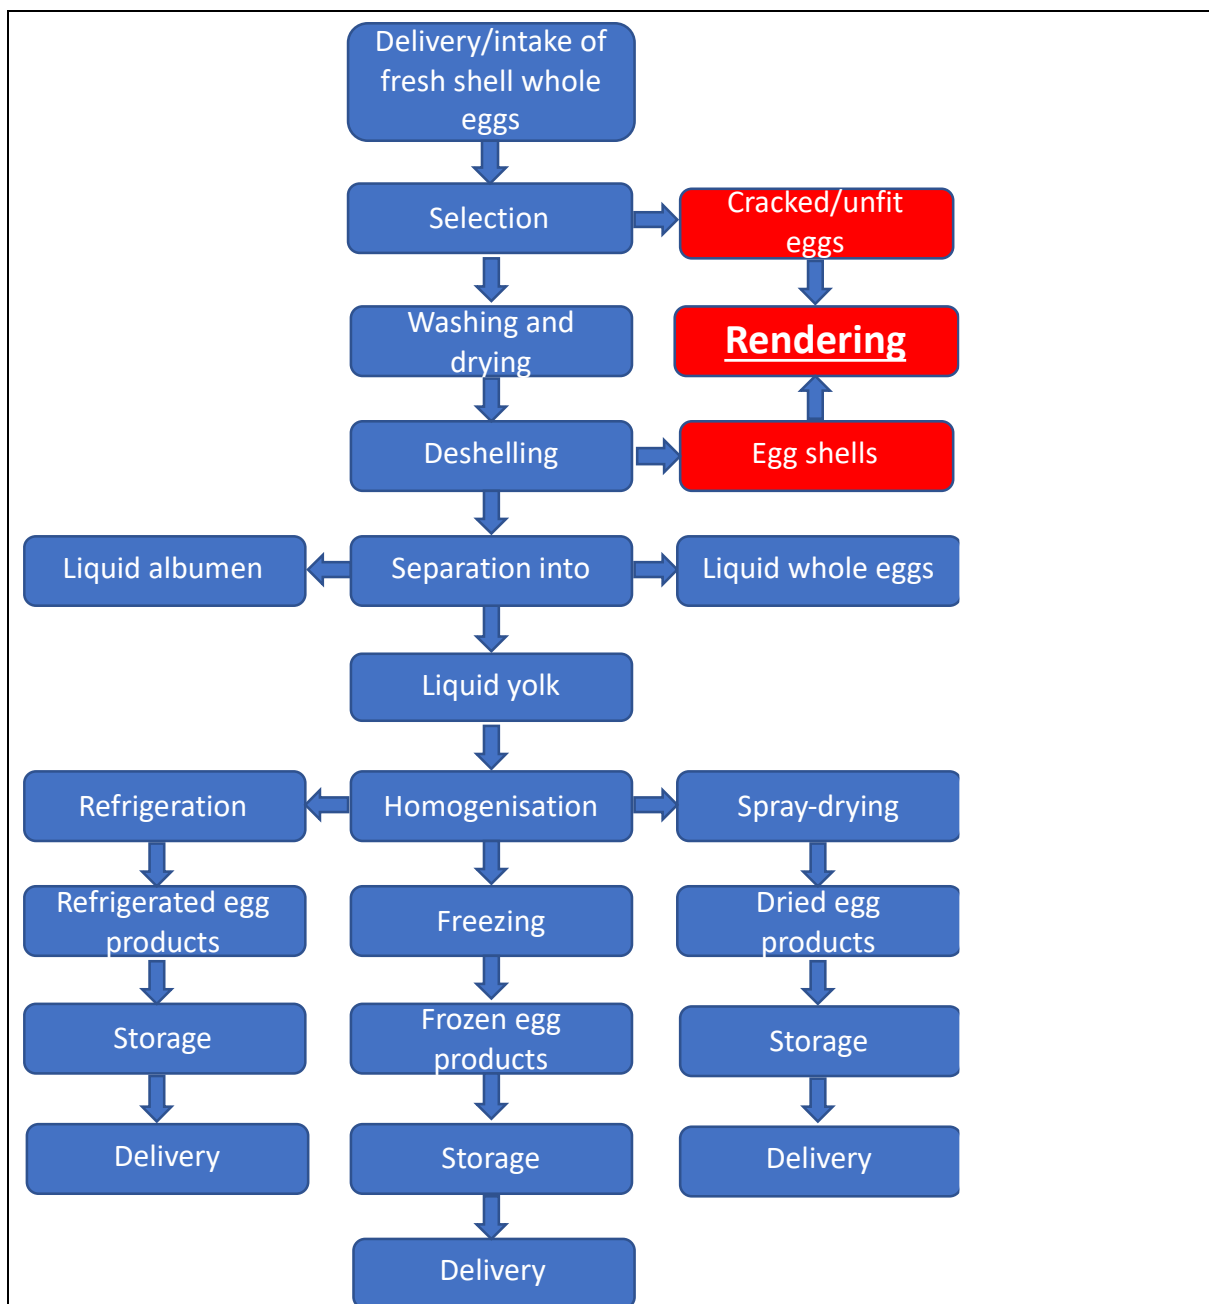 Delivery/intake of
fresh shell whole
eggs
Selection
Cracked/unfit
eggs
Washing and
drying
Rendering
Deshelling
Egg shells
Liquid albumen
Separation into
Liquid whole eggs
Liquid yolk
Refrigeration
Homogenisation
Spray-drying
Refrigerated egg
products
Freezing
Dried egg
products
Storage
Frozen egg
products
Storage
Delivery
Storage
Delivery
Delivery